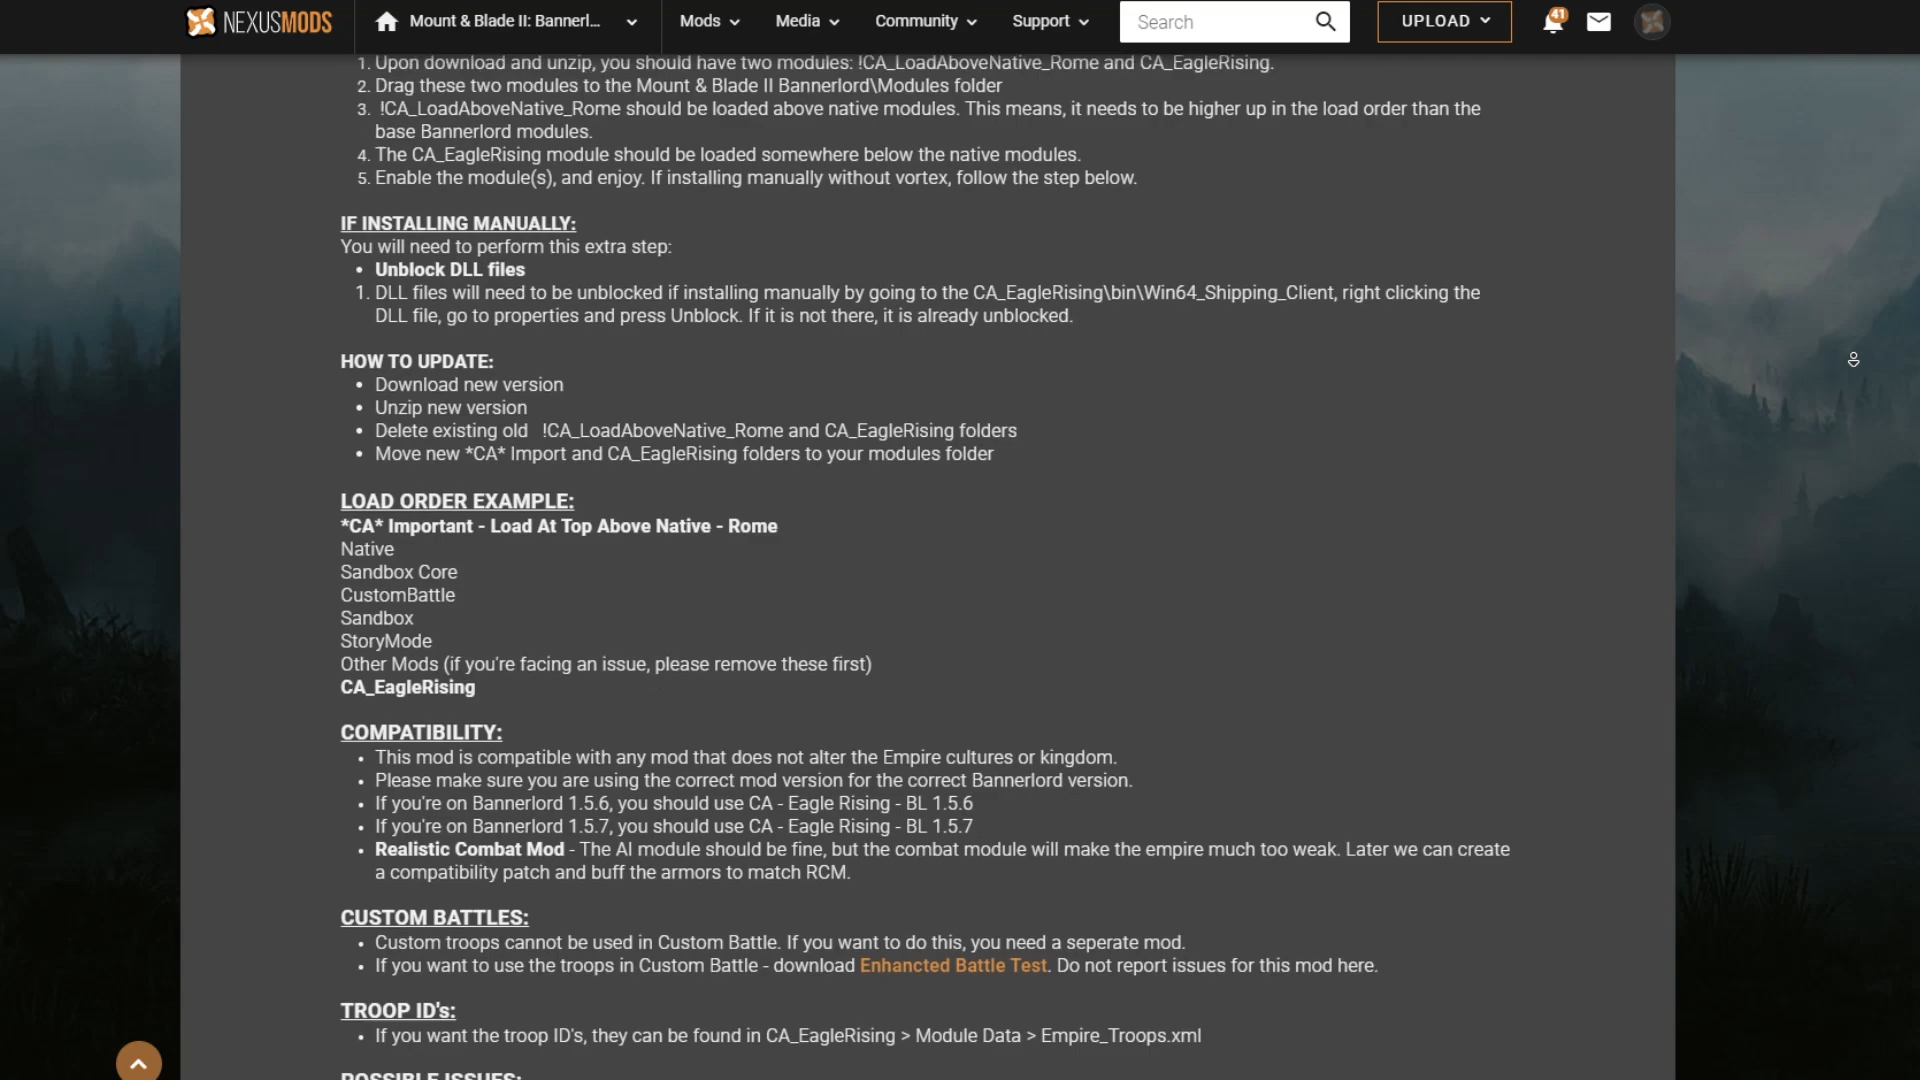 NEXUSMODS
Mount & Blade II: Bannerl...
Mods
Media
Community
Support
Search
UPLOAD
41
1. Upon download and unzip, you should have two modules: !CA_LoadAboveNative_Rome and CA_EagleRising.
2. Drag these two modules to the Mount & Blade II Bannerlord\Modules folder
3. !CA_LoadAboveNative_Rome should be loaded above native modules. This means, it needs to be higher up in the load order than the
base Bannerlord modules.
4. The CA_EagleRising module should be loaded somewhere below the native modules.
5. Enable the module(s), and enjoy. If installing manually without vortex, follow the step below.
IF INSTALLING MANUALLY:
You will need to perform this extra step:
• Unblock DLL files
1. DLL files will need to be unblocked if installing manually by going to the CA_EagleRising\bin\Win64_Shipping_Client, right clicking the
DLL file, go to properties and press Unblock. If it is not there, it is already unblocked.
HOW TO UPDATE:
• Download new version
• Unzip new version
• Delete existing old !CA_LoadAboveNative_Rome and CA_EagleRising folders
• Move new *CA* Import and CA_EagleRising folders to your modules folder
LOAD ORDER EXAMPLE:
*CA* Important - Load At Top Above Native - Rome
Native
Sandbox Core
CustomBattle
Sandbox
StoryMode
Other Mods (if you're facing an issue, please remove these first)
CA_EagleRising
COMPATIBILITY:
• This mod is compatible with any mod that does not alter the Empire cultures or kingdom.
• Please make sure you are using the correct mod version for the correct Bannerlord version.
• If you're on Bannerlord 1.5.6, you should use CA - Eagle Rising - BL 1.5.6
• If you're on Bannerlord 1.5.7, you should use CA - Eagle Rising - BL 1.5.7
• Realistic Combat Mod - The AI module should be fine, but the combat module will make the empire much too weak. Later we can create
a compatibility patch and buff the armors to match RCM.
CUSTOM BATTLES:
• Custom troops cannot be used in Custom Battle. If you want to do this, you need a seperate mod.
• If you want to use the troops in Custom Battle - download Enhancted Battle Test. Do not report issues for this mod here.
TROOP ID's:
• If you want the troop ID's, they can be found in CA_EagleRising > Module Data > Empire_Troops.xml
POSSIBLE ISSUES: